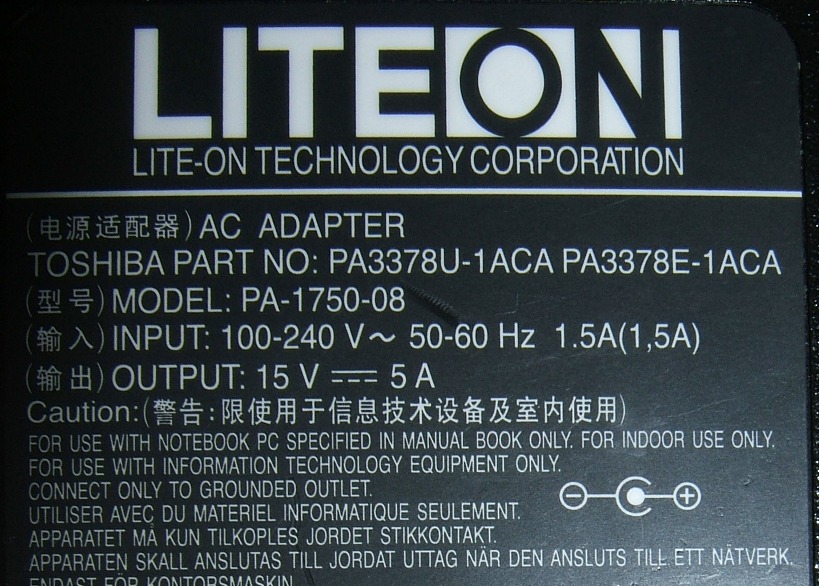 LITEON
LITE-ON TECHNOLOGY CORPORATION
(电源适配器) AC ADAPTER
TOSHIBA PART NO: PA3378U-1ACA PA3378E-1ACA
(型号) MODEL: PA-1750-08
(输入) INPUT: 100-240 V～ 50-60 Hz 1.5A(1,5A)
(输出) OUTPUT: 15 V ⎓ 5 A
Caution:(警告:限使用于信息技术设备及室内使用)
FOR USE WITH NOTEBOOK PC SPECIFIED IN MANUAL BOOK ONLY. FOR INDOOR USE ONLY.
FOR USE WITH INFORMATION TECHNOLOGY EQUIPMENT ONLY.
CONNECT ONLY TO GROUNDED OUTLET.
UTILISER AVEC DU MATERIEL INFORMATIQUE SEULEMENT.
APPARATET MÅ KUN TILKOPLES JORDET STIKKONTAKT.
APPARATEN SKALL ANSLUTAS TILL JORDAT UTTAG NÄR DEN ANSLUTS TILL ETT NÄTVERK.
ENDAST FÖR KONTORSMASKIN.